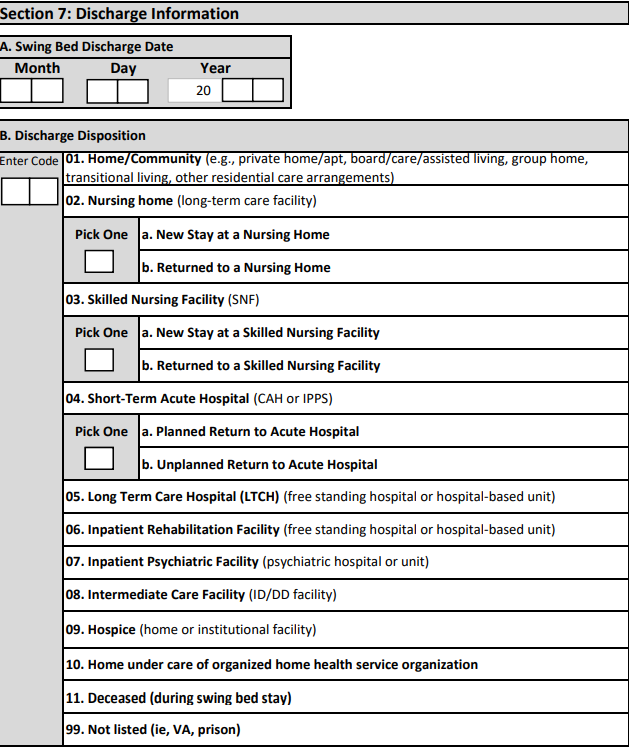 Section 7: Discharge Information
A. Swing Bed Discharge Date
Month Day Year
20
B. Discharge Disposition
Enter Code
01. Home/Community (e.g., private home/apt, board/care/assisted living, group home,
transitional living, other residential care arrangements)
02. Nursing home (long-term care facility)
Pick One
a. New Stay at a Nursing Home
b. Returned to a Nursing Home
03. Skilled Nursing Facility (SNF)
Pick One
a. New Stay at a Skilled Nursing Facility
b. Returned to a Skilled Nursing Facility
04. Short-Term Acute Hospital (CAH or IPPS)
Pick One
a. Planned Return to Acute Hospital
b. Unplanned Return to Acute Hospital
05. Long Term Care Hospital (LTCH) (free standing hospital or hospital-based unit)
06. Inpatient Rehabilitation Facility (free standing hospital or hospital-based unit)
07. Inpatient Psychiatric Facility (psychiatric hospital or unit)
08. Intermediate Care Facility (ID/DD facility)
09. Hospice (home or institutional facility)
10. Home under care of organized home health service organization
11. Deceased (during swing bed stay)
99. Not listed (ie, VA, prison)